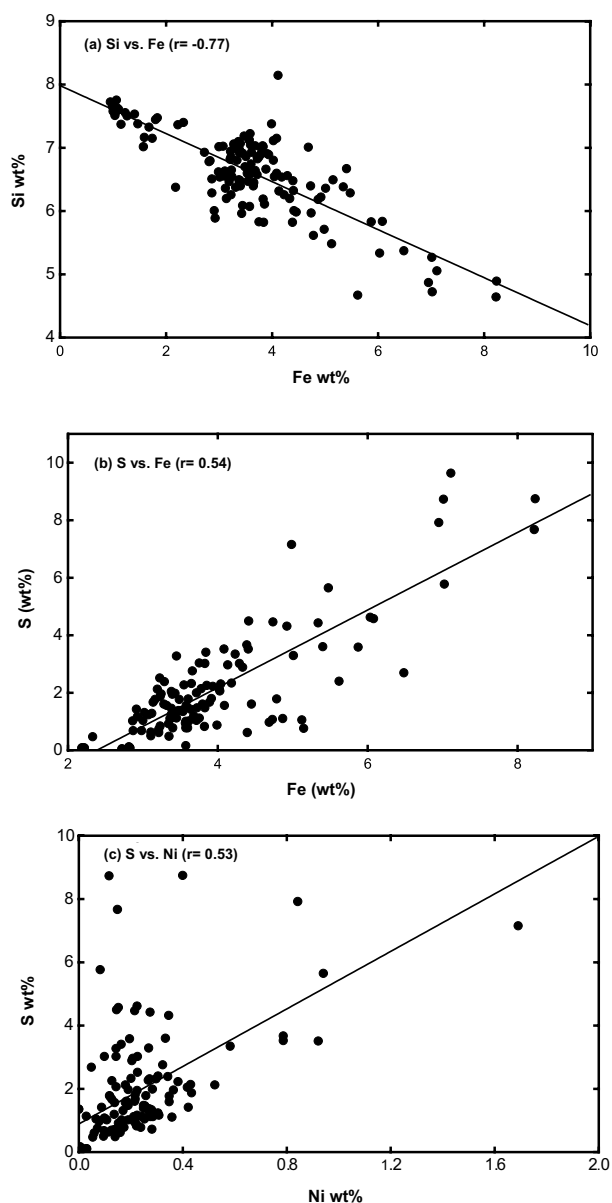 (a) Si vs. Fe (r= -0.77)
9
8
7
6
5
4
Si wt%
0 2 4 6 8 10
Fe wt%
(b) S vs. Fe (r= 0.54)
10
8
6
4
2
0
S (wt%)
2 4 6 8
Fe (wt%)
(c) S vs. Ni (r= 0.53)
10
8
6
4
2
0
S wt%
0.0 0.4 0.8 1.2 1.6 2.0
Ni wt%